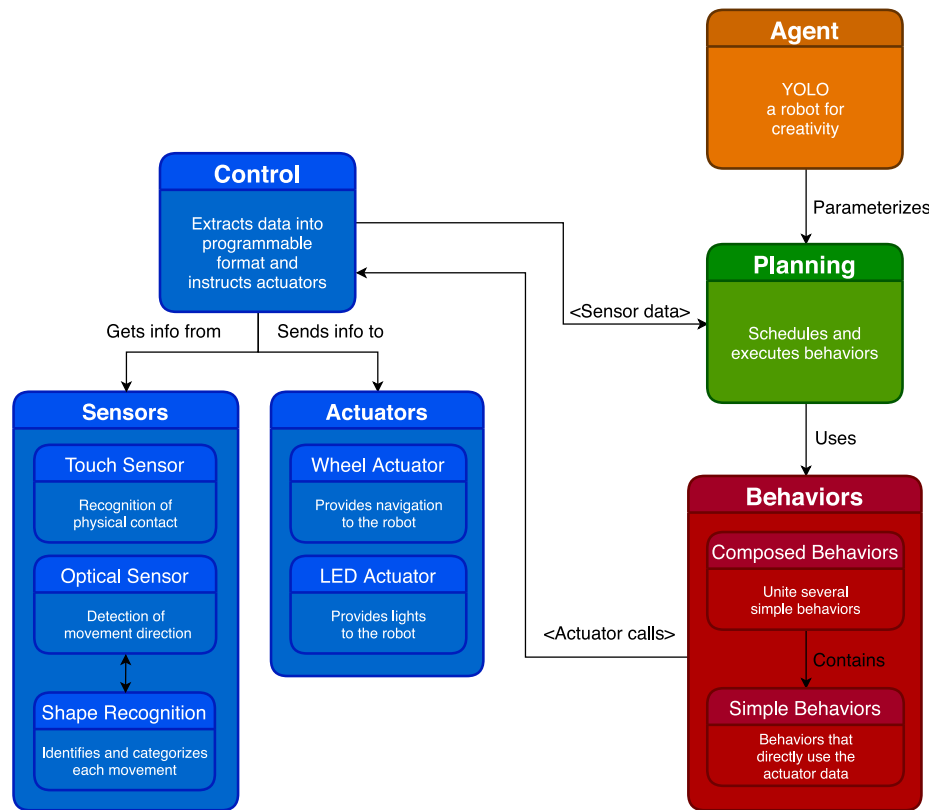 Agent
YOLO
a robot for
creativity
Parameterizes
Control
Extracts data into
programmable
format and
instructs actuators
Planning
Schedules and
executes behaviors
<Sensor data>
Gets info from
Sends info to
Uses
Sensors
Touch Sensor
Recognition of
physical contact
Optical Sensor
Detection of
movement direction
Shape Recognition
Identifies and categorizes
each movement
Actuators
Wheel Actuator
Provides navigation
to the robot
LED Actuator
Provides lights
to the robot
<Actuator calls>
Behaviors
Composed Behaviors
Unite several
simple behaviors
Contains
Simple Behaviors
Behaviors that
directly use the
actuator data